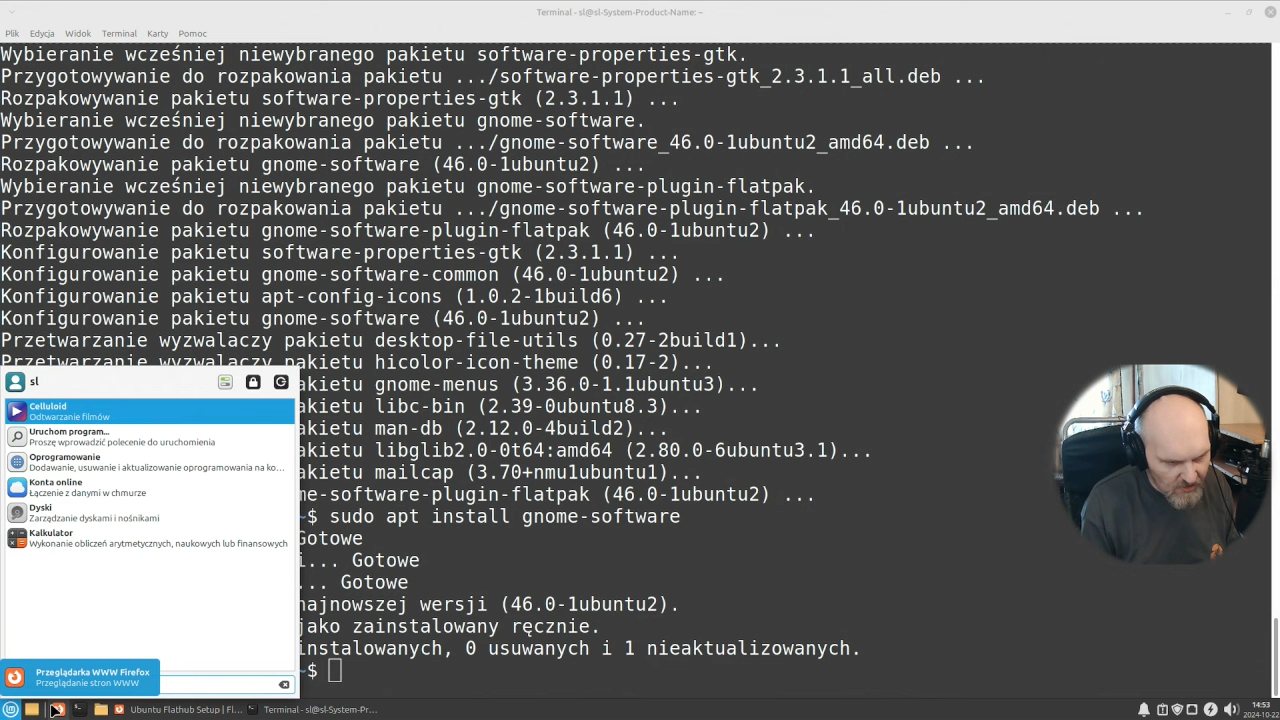 Terminal - sl@sl-System-Product-Name: ~
Plik Edycja Widok Terminal Karty Pomoc
Wybieranie wcześniej niewybranego pakietu software-properties-gtk.
Przygotowywanie do rozpakowania pakietu .../software-properties-gtk_2.3.1.1_all.deb ...
Rozpakowywanie pakietu software-properties-gtk (2.3.1.1) ...
Wybieranie wcześniej niewybranego pakietu gnome-software.
Przygotowywanie do rozpakowania pakietu .../gnome-software_46.0-1ubuntu2_amd64.deb ...
Rozpakowywanie pakietu gnome-software (46.0-1ubuntu2) ...
Wybieranie wcześniej niewybranego pakietu gnome-software-plugin-flatpak.
Przygotowywanie do rozpakowania pakietu .../gnome-software-plugin-flatpak_46.0-1ubuntu2_amd64.deb ...
Rozpakowywanie pakietu gnome-software-plugin-flatpak (46.0-1ubuntu2) ...
Konfigurowanie pakietu software-properties-gtk (2.3.1.1) ...
Konfigurowanie pakietu gnome-software-common (46.0-1ubuntu2) ...
Konfigurowanie pakietu apt-config-icons (1.0.2-1build6) ...
Konfigurowanie pakietu gnome-software (46.0-1ubuntu2) ...
Przetwarzanie wyzwalaczy pakietu desktop-file-utils (0.27-2build1)...
Przetwarzanie wyzwalaczy pakietu hicolor-icon-theme (0.17-2)...
akietu gnome-menus (3.36.0-1.1ubuntu3)...
akietu libc-bin (2.39-0ubuntu8.3)...
akietu man-db (2.12.0-4build2)...
akietu libglib2.0-0t64:amd64 (2.80.0-6ubuntu3.1)...
akietu mailcap (3.70+nmu1ubuntu1)...
me-software-plugin-flatpak (46.0-1ubuntu2) ...
~$ sudo apt install gnome-software
Gotowe
i... Gotowe
... Gotowe
najnowszej wersji (46.0-1ubuntu2).
jako zainstalowany ręcznie.
instalowanych, 0 usuwanych i 1 nieaktualizowanych.
~$
sl
Celluloid
Odtwarzanie filmów
Uruchom program...
Proszę wprowadzić polecenie do uruchomienia
Oprogramowanie
Dodawanie, usuwanie i aktualizowanie oprogramowania na ko...
Konta online
Łączenie z danymi w chmurze
Dyski
Zarządzanie dyskami i nośnikami
Kalkulator
Wykonanie obliczeń arytmetycznych, naukowych lub finansowych
Przeglądarka WWW Firefox
Przeglądanie stron WWW
Ubuntu Flathub Setup | Fl...
Terminal - sl@sl-System-Pr...
14:53
2024-10-22